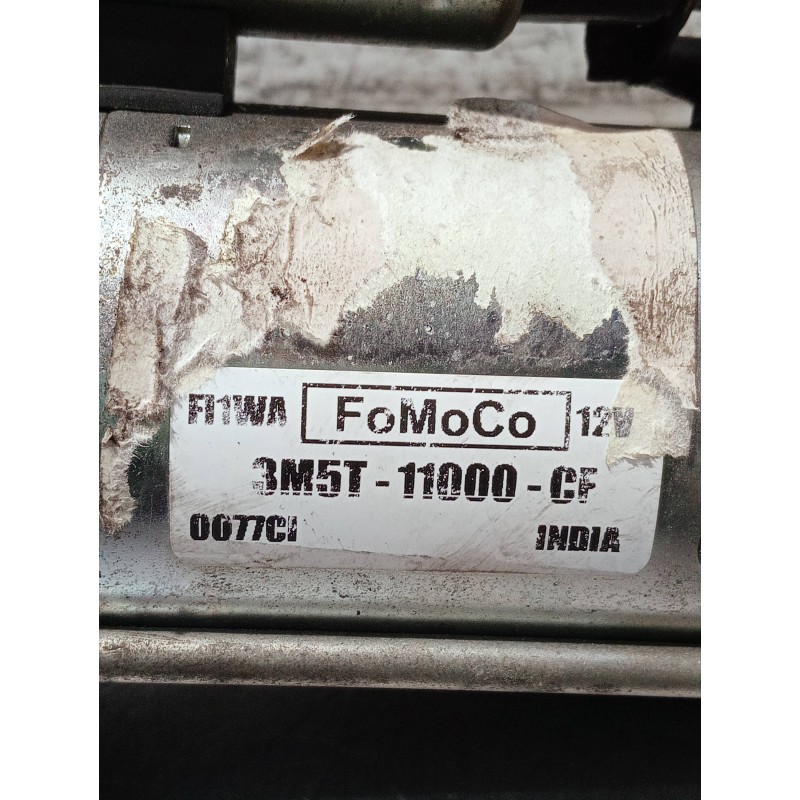 FI1WA FoMoCo 12V
3M5T-11000-CF
0077CI INDIA